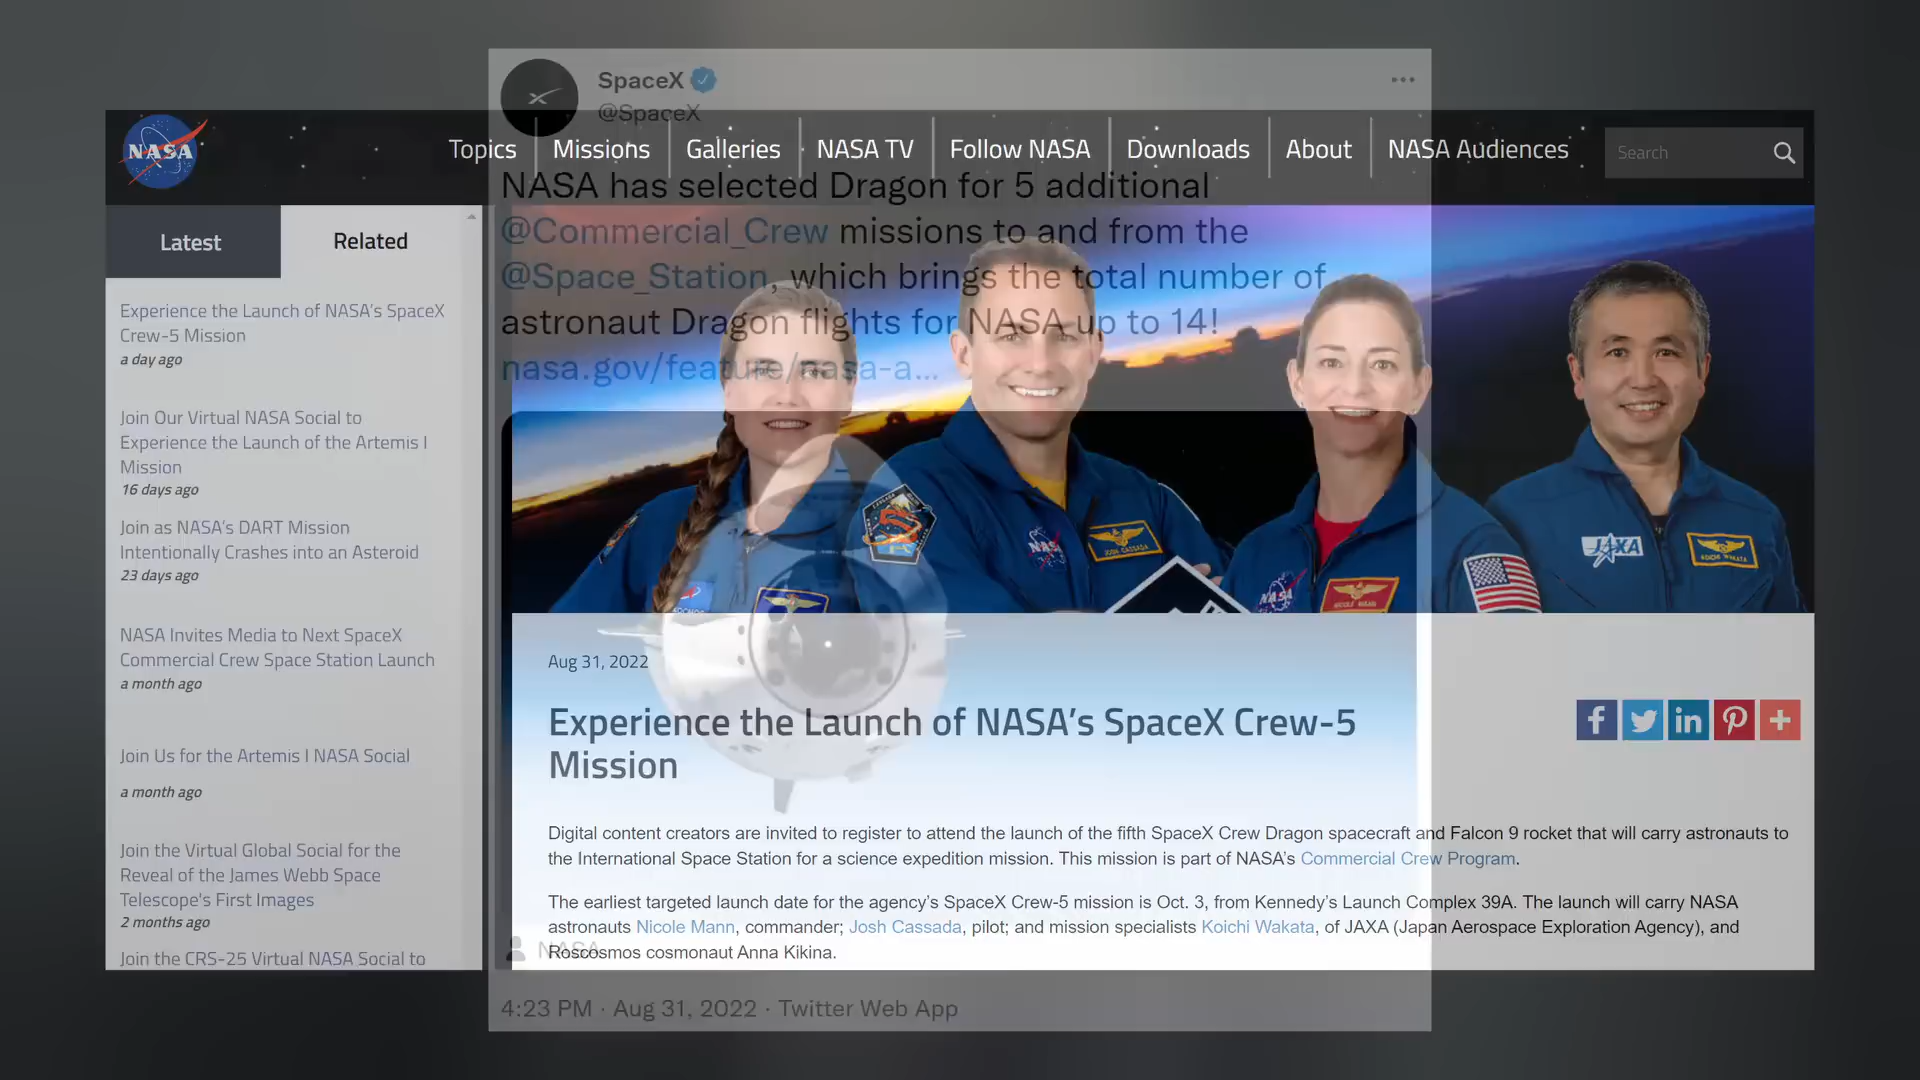 SpaceX
@SpaceX
NASA
Topics
Missions
Galleries
NASA TV
Follow NASA
Downloads
About
NASA Audiences
Search
NASA has selected Dragon for 5 additional
@Commercial_Crew missions to and from the
@Space_Station, which brings the total number of
astronaut Dragon flights for NASA up to 14!
nasa.gov/feature/nasa-a...
Latest
Related
Experience the Launch of NASA's SpaceX
Crew-5 Mission
a day ago
Join Our Virtual NASA Social to
Experience the Launch of the Artemis I
Mission
16 days ago
Join as NASA's DART Mission
Intentionally Crashes into an Asteroid
23 days ago
NASA Invites Media to Next SpaceX
Commercial Crew Space Station Launch
a month ago
Join Us for the Artemis I NASA Social
a month ago
Join the Virtual Global Social for the
Reveal of the James Webb Space
Telescope's First Images
2 months ago
Join the CRS-25 Virtual NASA Social to
NASA
JOSH CASSADA
NASA
NICOLE MANN
JAXA
KOICHI WAKATA
Aug 31, 2022
Experience the Launch of NASA's SpaceX Crew-5
Mission
Digital content creators are invited to register to attend the launch of the fifth SpaceX Crew Dragon spacecraft and Falcon 9 rocket that will carry astronauts to
the International Space Station for a science expedition mission. This mission is part of NASA's Commercial Crew Program.
The earliest targeted launch date for the agency's SpaceX Crew-5 mission is Oct. 3, from Kennedy's Launch Complex 39A. The launch will carry NASA
astronauts Nicole Mann, commander; Josh Cassada, pilot; and mission specialists Koichi Wakata, of JAXA (Japan Aerospace Exploration Agency), and
Roscosmos cosmonaut Anna Kikina.
NASA
4:23 PM · Aug 31, 2022 · Twitter Web App